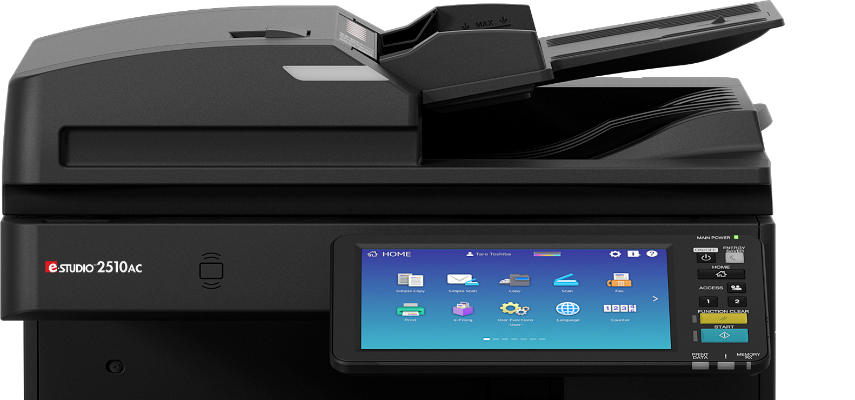 MAX
e-STUDIO 2510AC
HOME
Taro Toshiba
?
Simple Copy
Simple Scan
Copy
Scan
Fax
Print
e-Filing
User Functions
-User-
Language
Counter
MAIN POWER
ENERGY
SAVER
HOME
ACCESS
1
2
FUNCTION CLEAR
START
PRINT
DATA
MEMORY
RX